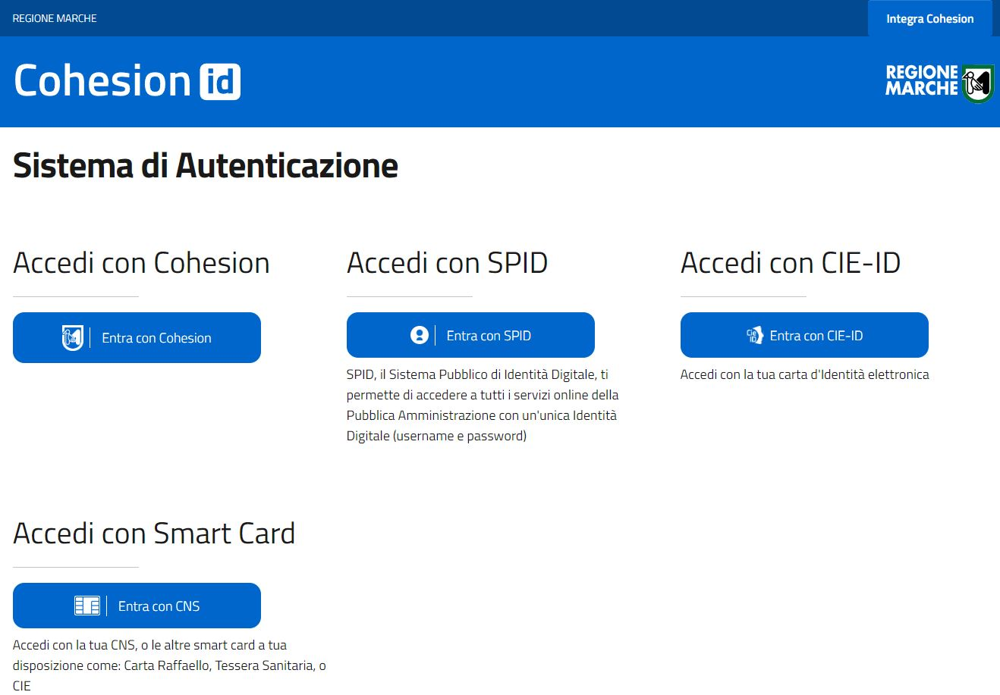 REGIONE MARCHE
Integra Cohesion
Cohesion id
REGIONE
MARCHE
Sistema di Autenticazione
Accedi con Cohesion
Entra con Cohesion
Accedi con SPID
Entra con SPID
SPID, il Sistema Pubblico di Identità Digitale, ti
permette di accedere a tutti i servizi online della
Pubblica Amministrazione con un'unica Identità
Digitale (username e password)
Accedi con CIE-ID
Cie
iD
Entra con CIE-ID
Accedi con la tua carta d'Identità elettronica
Accedi con Smart Card
Entra con CNS
Accedi con la tua CNS, o le altre smart card a tua
disposizione come: Carta Raffaello, Tessera Sanitaria, o
CIE